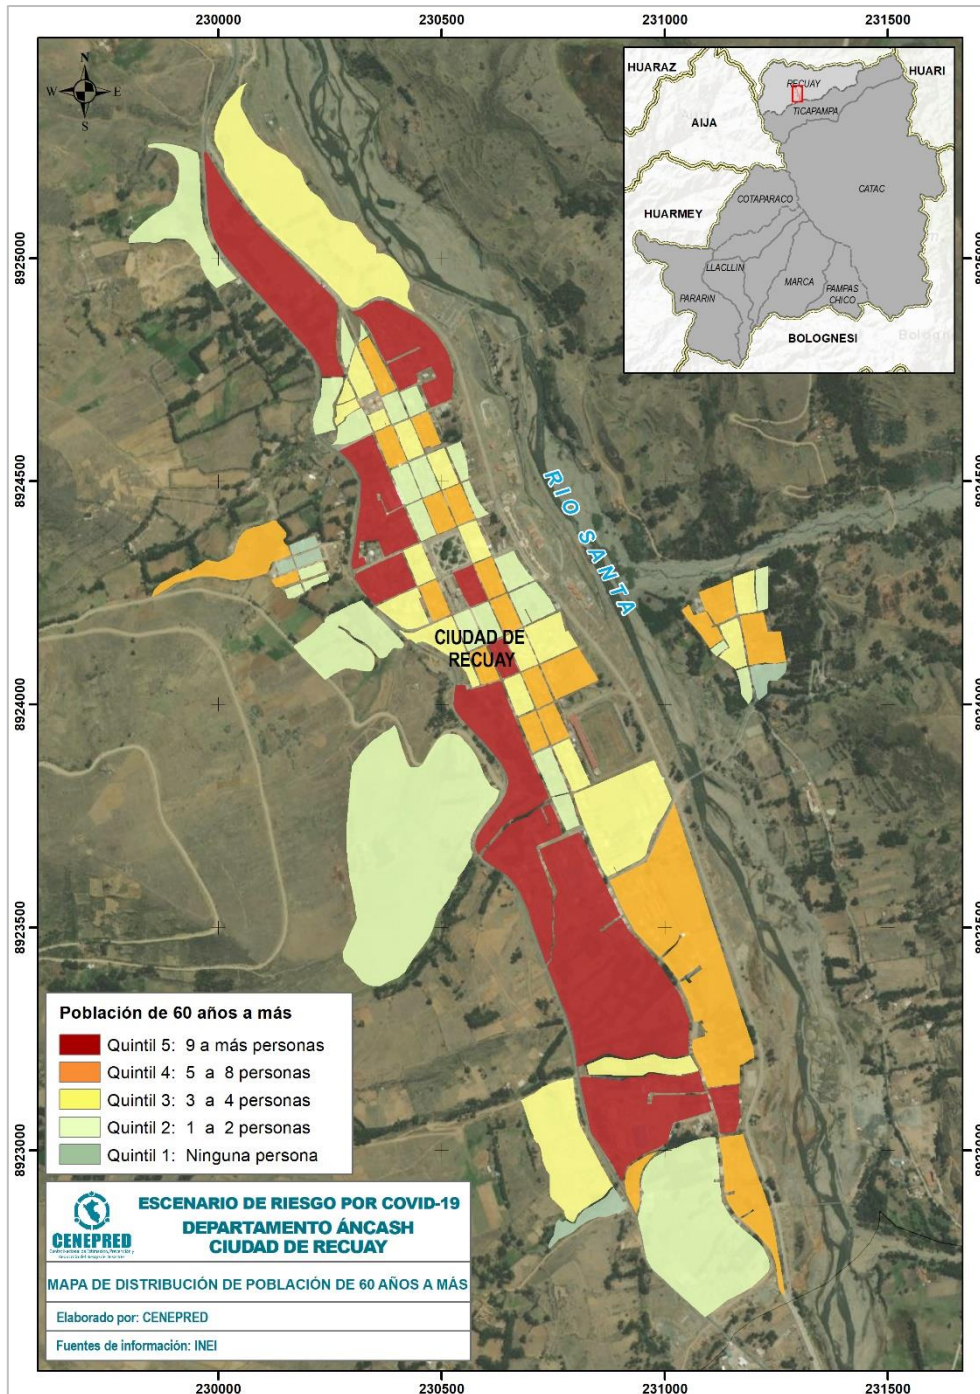 230000 230500 231000 231500
N
W E
S
HUARAZ
HUARI
RECUAY
TICAPAMPA
AIJA
CATAC
COTAPARACO
HUARMEY
LLACLLIN
MARCA
PAMPAS
CHICO
PARARIN
BOLOGNESI
8925000
8925000
8924500
RIO SANTA
CIUDAD DE
RECUAY
8924000
8924000
8923500
8923500
Población de 60 años a más
Quintil 5: 9 a más personas
Quintil 4: 5 a 8 personas
Quintil 3: 3 a 4 personas
Quintil 2: 1 a 2 personas
Quintil 1: Ninguna persona
8923000
8923000
CENEPRED
ESCENARIO DE RIESGO POR COVID-19
DEPARTAMENTO ÁNCASH
CIUDAD DE RECUAY
MAPA DE DISTRIBUCIÓN DE POBLACIÓN DE 60 AÑOS A MÁS
Elaborado por: CENEPRED
Fuentes de información: INEI
230000 230500 231000 231500